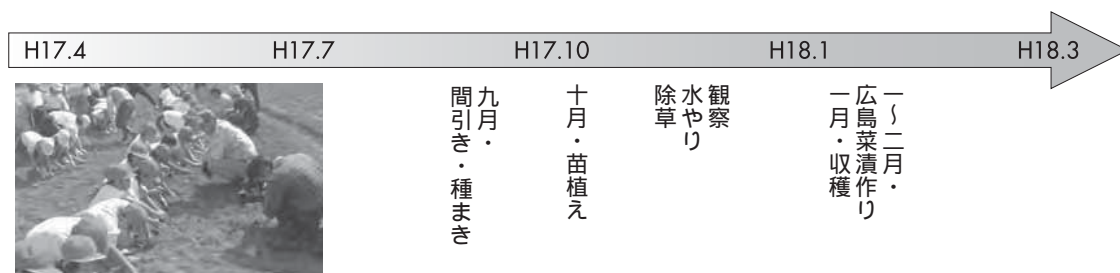 H17.4
H17.7
H17.10
H18.1
H18.3
九月・
間引き・種まき
十月・苗植え
観察
水やり
除草
一〜二月・
広島菜漬作り
一月・収穫